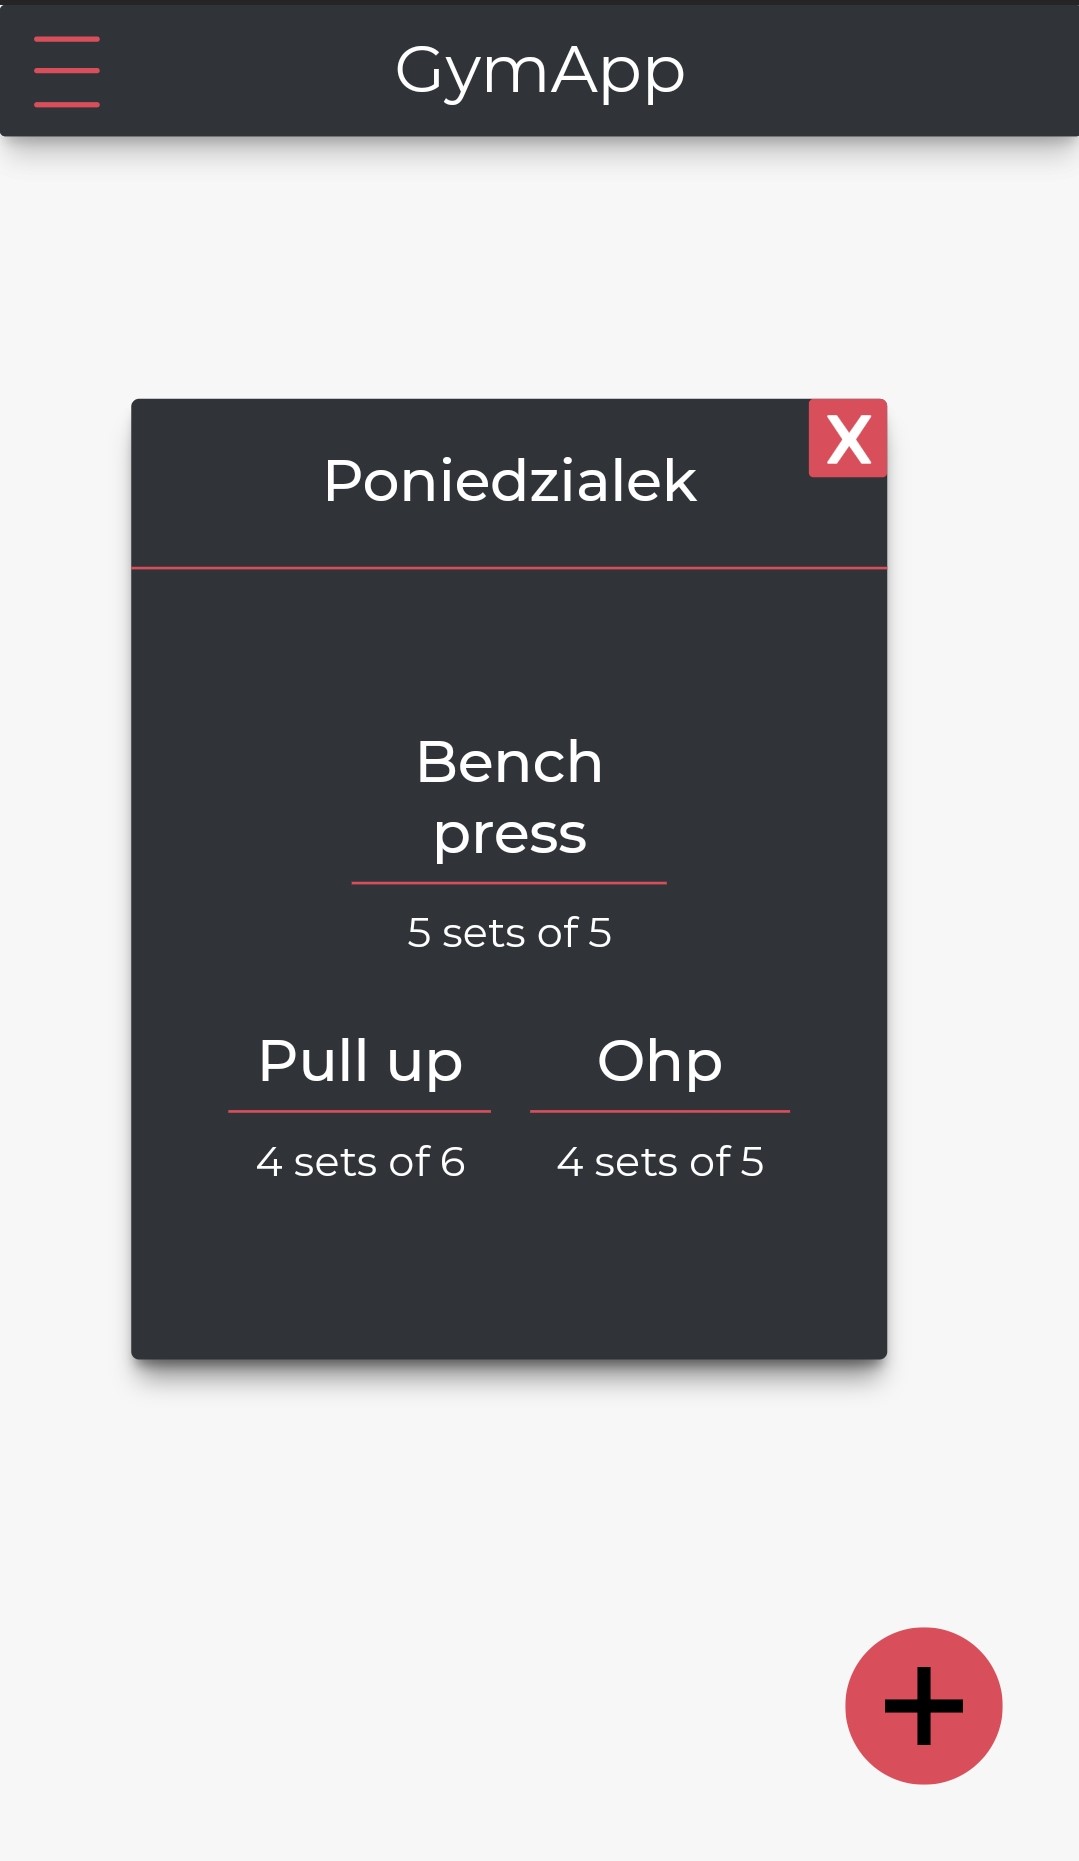 GymApp
X
Poniedzialek
Bench
press
5 sets of 5
Pull up
Ohp
4 sets of 6
4 sets of 5
+